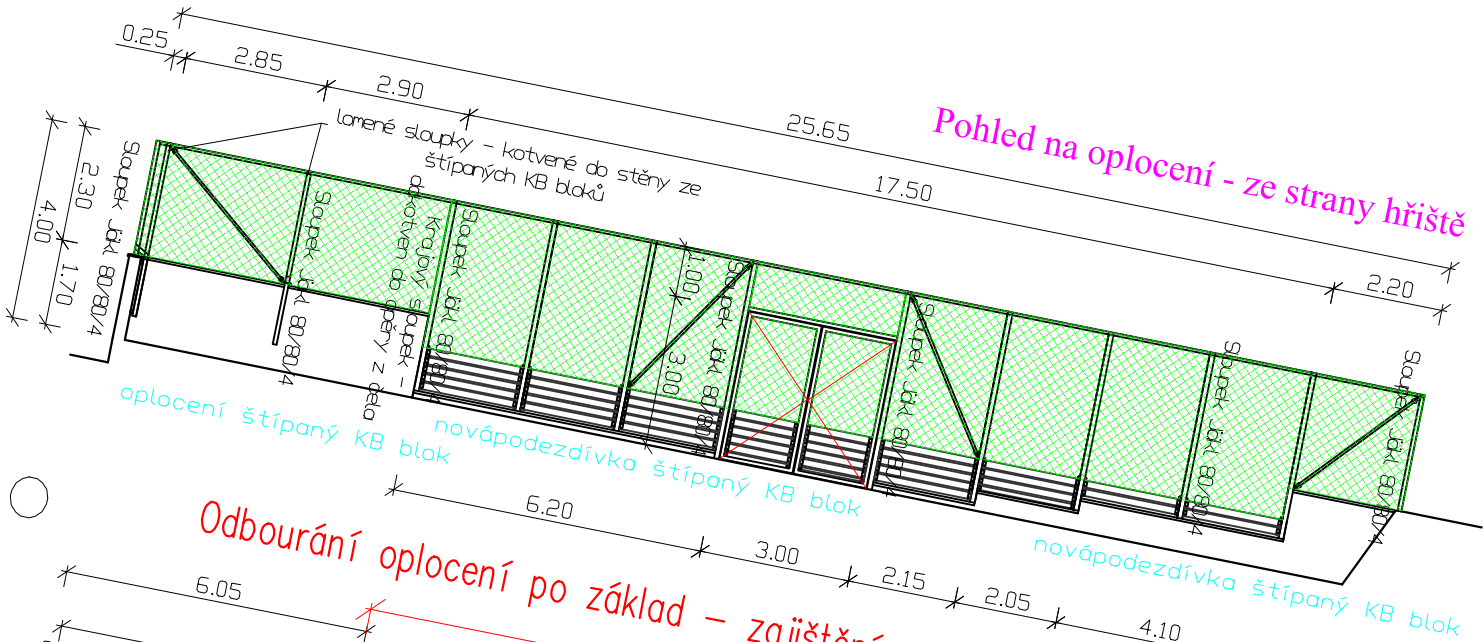 0.25
2.85
2.90
25.65
17.50
2.20
Pohled na oplocení - ze strany hřiště
lomené sloupky - kotvené do stěny ze
štípaných KB bloků
2.30
4.00
1.70
Sloupek Jäkl 80/80/4
Sloupek Jäkl 80/80/4
Krajový sloupek -
dokotven do opěry z čela
Sloupek Jäkl 80/80/4
1.00
3.00
Sloupek Jäkl 80/80/4
Sloupek Jäkl 80/80/4
Sloupek Jäkl 80/80/4
Sloupek Jäkl 80/80/4
oplocení štípaný KB blok
novápodezdívka štípaný KB blok
novápodezdívka štípaný KB blok
6.20
3.00
2.15
2.05
4.10
Odbourání oplocení po základ - zajištění
6.05